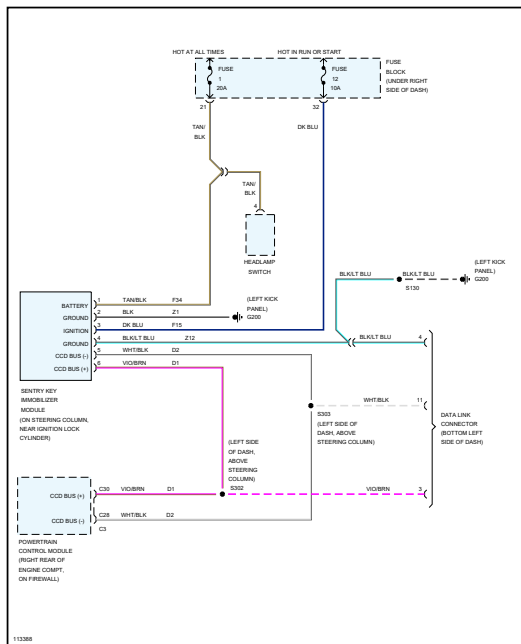 HOT AT ALL TIMES
HOT IN RUN OR START
FUSE
1
20A
FUSE
12
10A
FUSE
BLOCK
(UNDER RIGHT
SIDE OF DASH)
21
32
TAN/
BLK
DK BLU
TAN/
BLK
4
HEADLAMP
SWITCH
BLK/LT BLU
BLK/LT BLU
S130
(LEFT KICK
PANEL)
G200
BATTERY
1
TAN/BLK
F34
GROUND
2
BLK
Z1
(LEFT KICK
PANEL)
G200
IGNITION
3
DK BLU
F15
GROUND
4
BLK/LT BLU
Z12
BLK/LT BLU
4
CCD BUS (-)
5
WHT/BLK
D2
CCD BUS (+)
6
VIO/BRN
D1
SENTRY KEY
IMMOBILIZER
MODULE
(ON STEERING COLUMN,
NEAR IGNITION LOCK
CYLINDER)
WHT/BLK
11
S303
(LEFT SIDE OF
DASH, ABOVE
STEERING COLUMN)
DATA LINK
CONNECTOR
(BOTTOM LEFT
SIDE OF DASH)
(LEFT SIDE
OF DASH,
ABOVE
STEERING
COLUMN)
S302
CCD BUS (+)
C30
VIO/BRN
D1
VIO/BRN
3
CCD BUS (-)
C28
WHT/BLK
D2
C3
POWERTRAIN
CONTROL MODULE
(RIGHT REAR OF
ENGINE COMPT,
ON FIREWALL)
113388